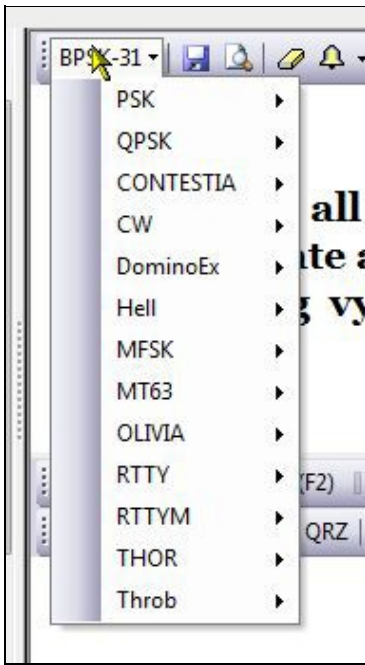 BPSK-31
PSK
QPSK
CONTESTIA
all
CW
DominoEx
Hell
vy
MFSK
MT63
OLIVIA
RTTY
(F2)
RTTYM
QRZ
THOR
Throb